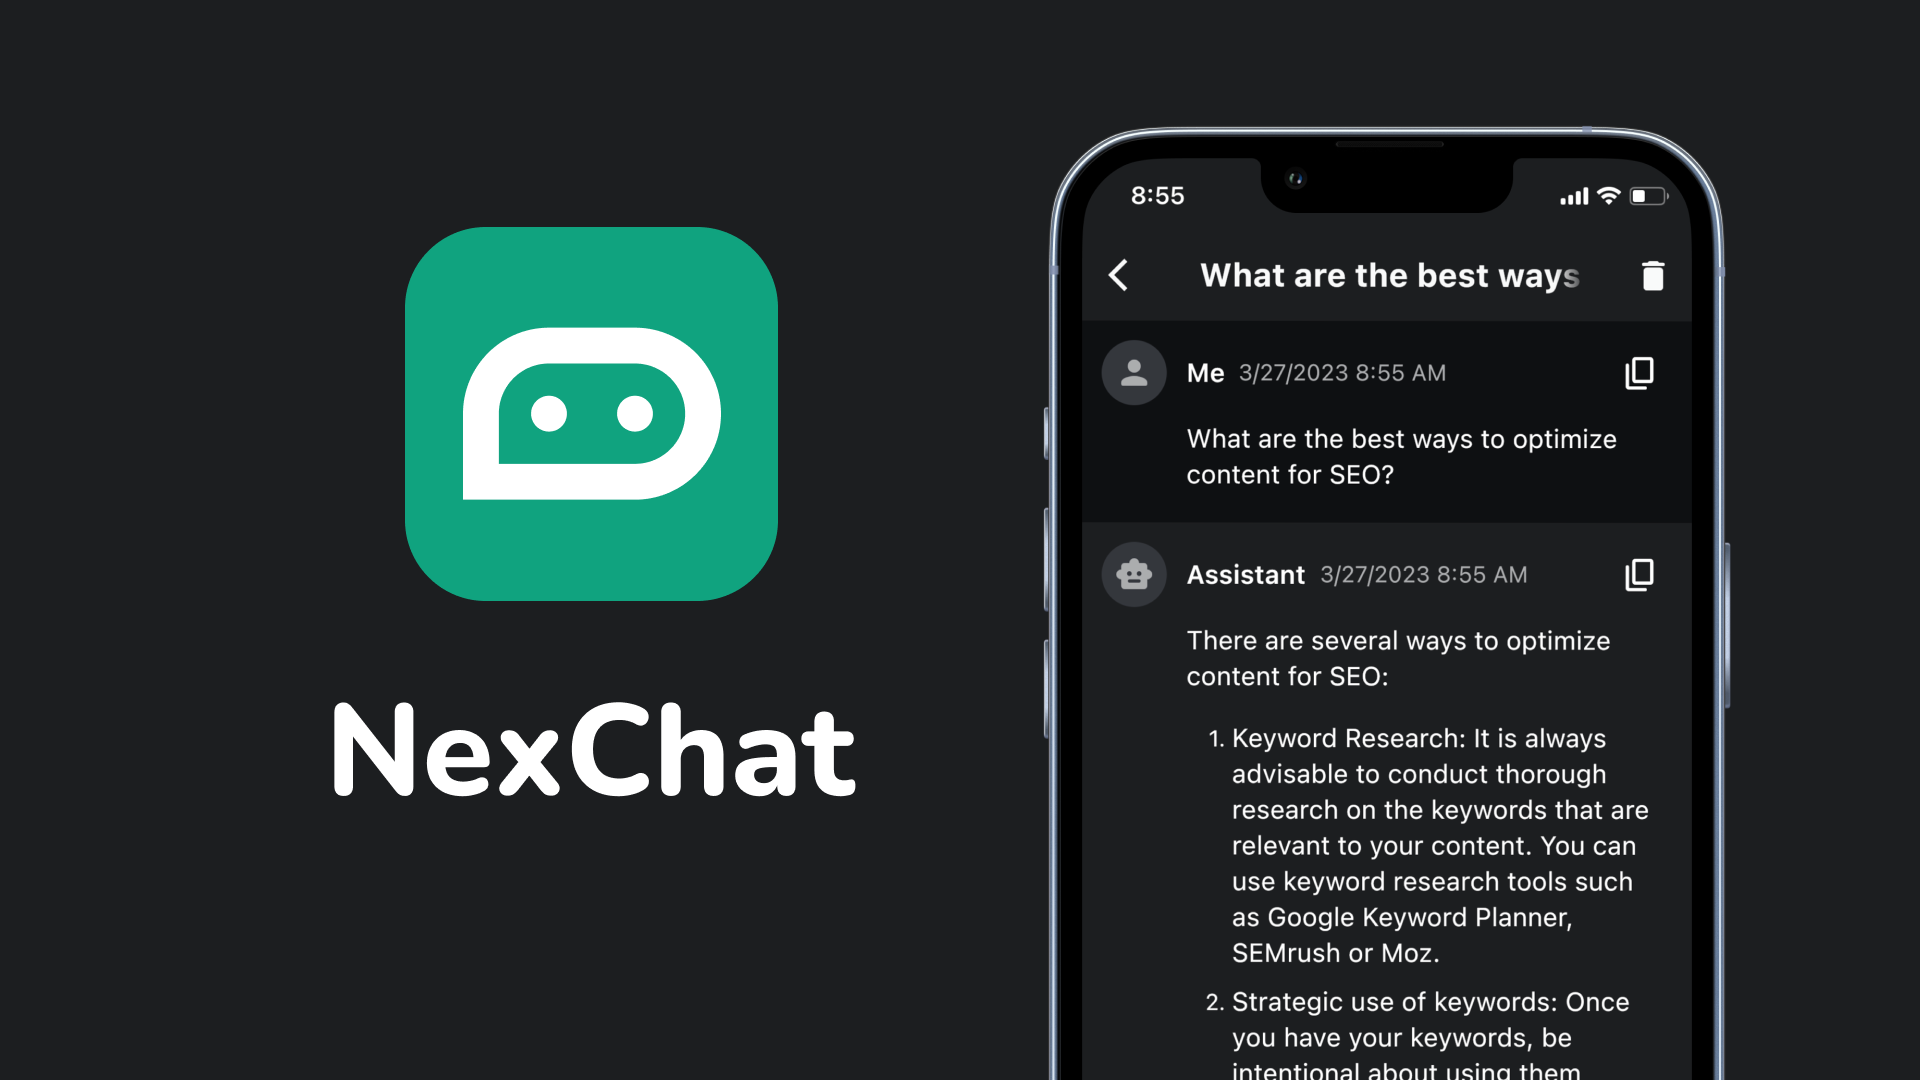 NexChat
8:55
What are the best ways
Me 3/27/2023 8:55 AM
What are the best ways to optimize
content for SEO?
Assistant 3/27/2023 8:55 AM
There are several ways to optimize
content for SEO:
1. Keyword Research: It is always
advisable to conduct thorough
research on the keywords that are
relevant to your content. You can
use keyword research tools such
as Google Keyword Planner,
SEMrush or Moz.
2. Strategic use of keywords: Once
you have your keywords, be
intentional about using them